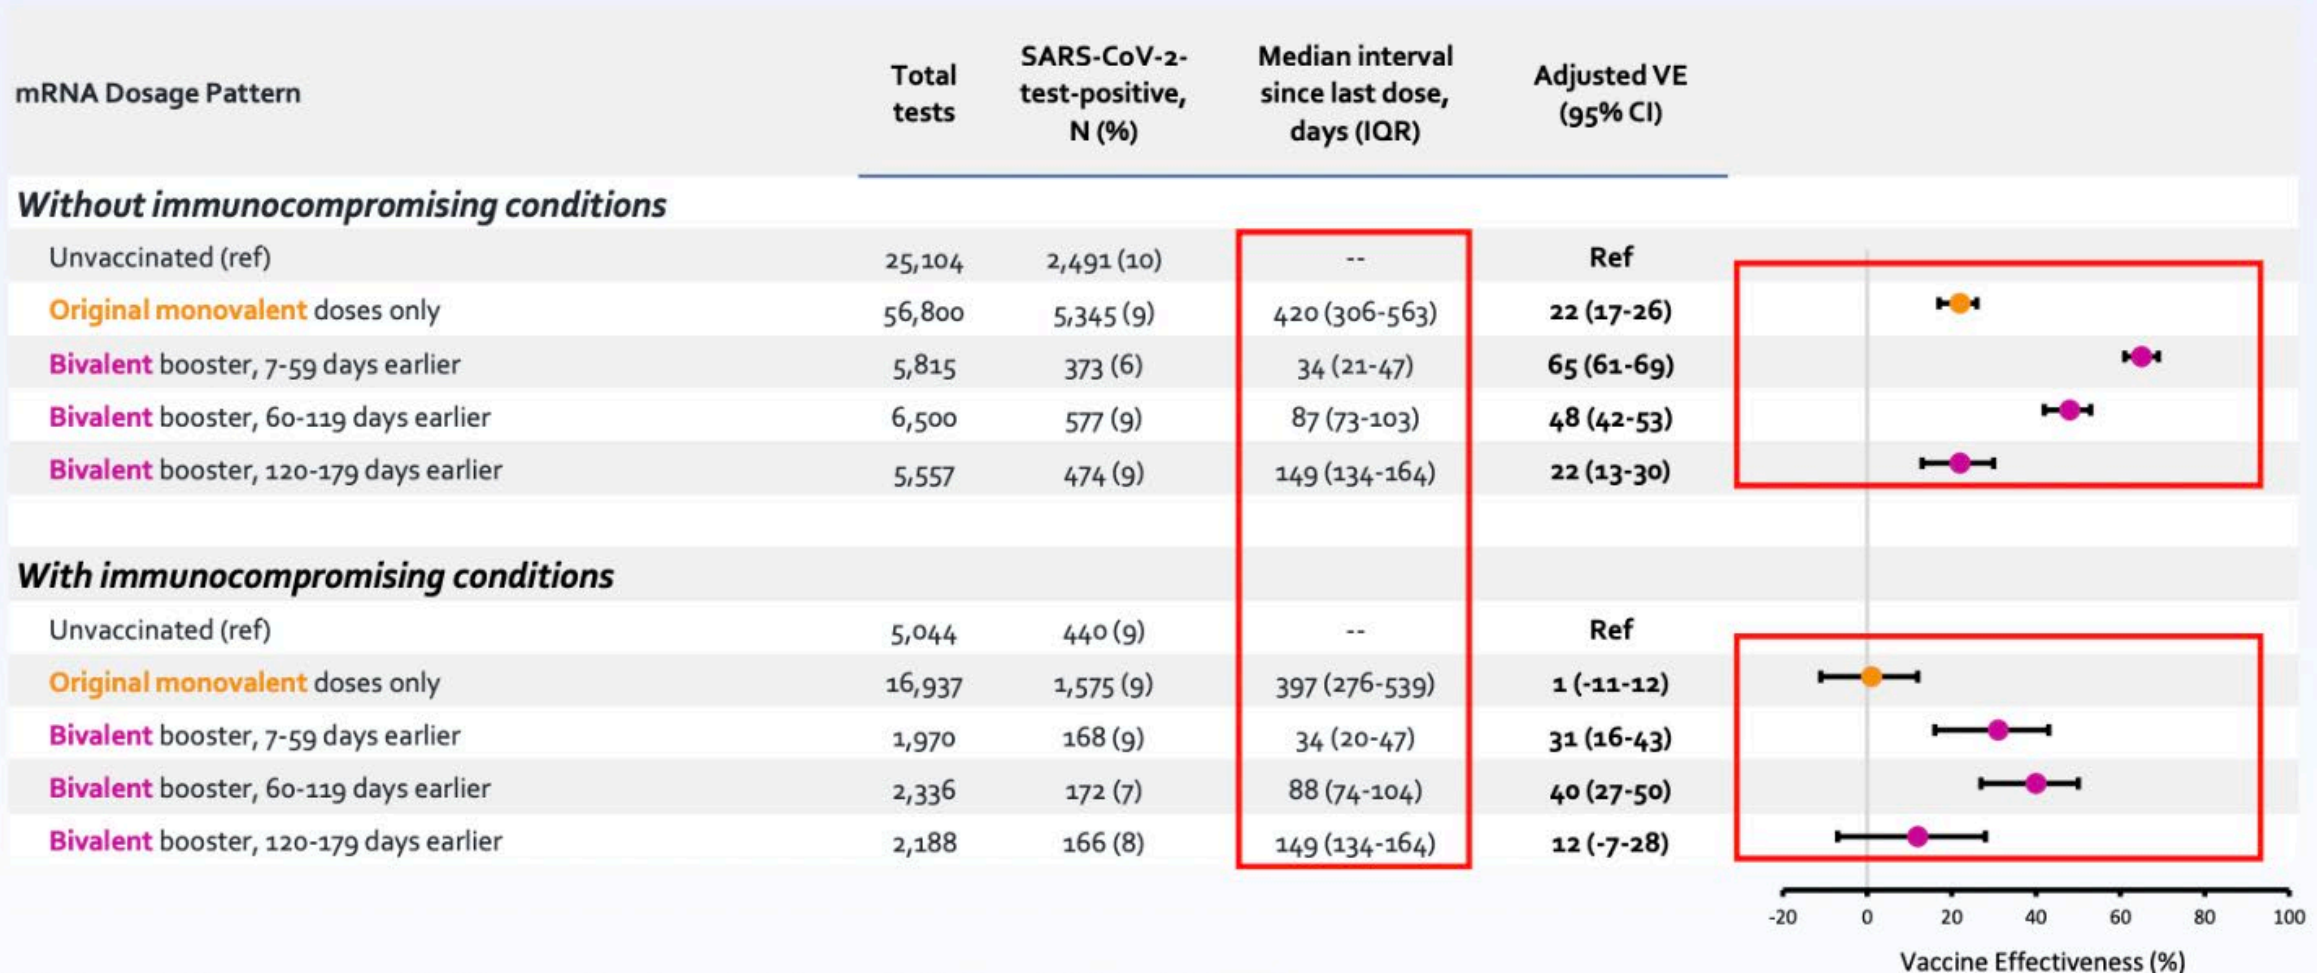 mRNA Dosage Pattern
Total tests
SARS-CoV-2-test-positive, N (%)
Median interval since last dose, days (IQR)
Adjusted VE (95% CI)
Without immunocompromising conditions
Unvaccinated (ref) 25,104 2,491 (10) -- Ref
Original monovalent doses only 56,800 5,345 (9) 420 (306-563) 22 (17-26)
Bivalent booster, 7-59 days earlier 5,815 373 (6) 34 (21-47) 65 (61-69)
Bivalent booster, 60-119 days earlier 6,500 577 (9) 87 (73-103) 48 (42-53)
Bivalent booster, 120-179 days earlier 5,557 474 (9) 149 (134-164) 22 (13-30)
With immunocompromising conditions
Unvaccinated (ref) 5,044 440 (9) -- Ref
Original monovalent doses only 16,937 1,575 (9) 397 (276-539) 1 (-11-12)
Bivalent booster, 7-59 days earlier 1,970 168 (9) 34 (20-47) 31 (16-43)
Bivalent booster, 60-119 days earlier 2,336 172 (7) 88 (74-104) 40 (27-50)
Bivalent booster, 120-179 days earlier 2,188 166 (8) 149 (134-164) 12 (-7-28)
-20 0 20 40 60 80 100
Vaccine Effectiveness (%)